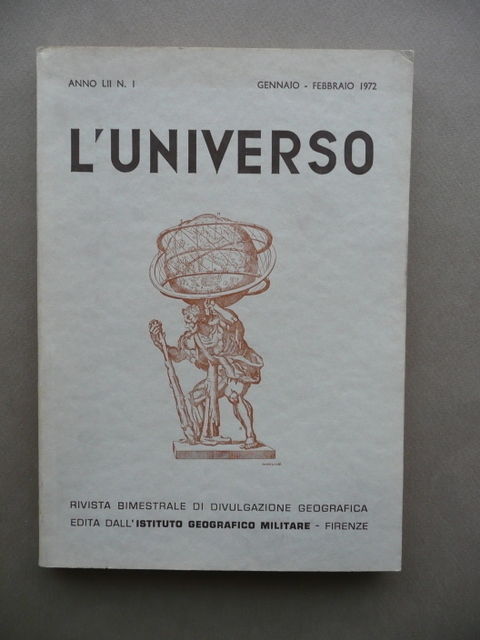 ANNO LII N. 1
GENNAIO - FEBBRAIO 1972
L'UNIVERSO
RIVISTA BIMESTRALE DI DIVULGAZIONE GEOGRAFICA
EDITA DALL'ISTITUTO GEOGRAFICO MILITARE - FIRENZE